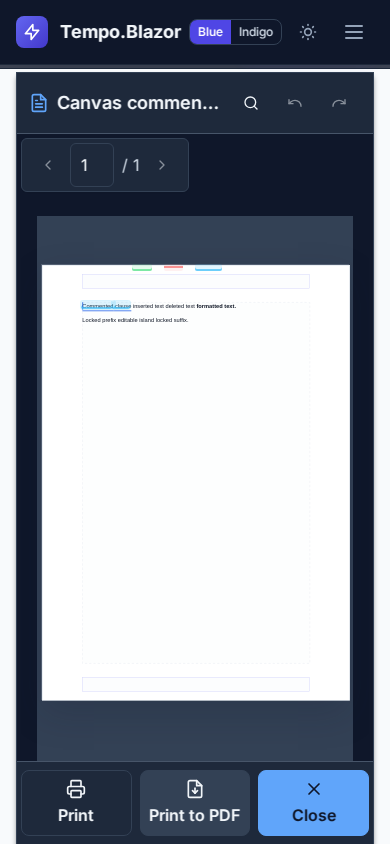 Tempo.Blazor
Blue
Indigo
Canvas commen...
1
/ 1
Commented clause inserted text deleted text formatted text.
Locked prefix editable island locked suffix.
Print
Print to PDF
Close